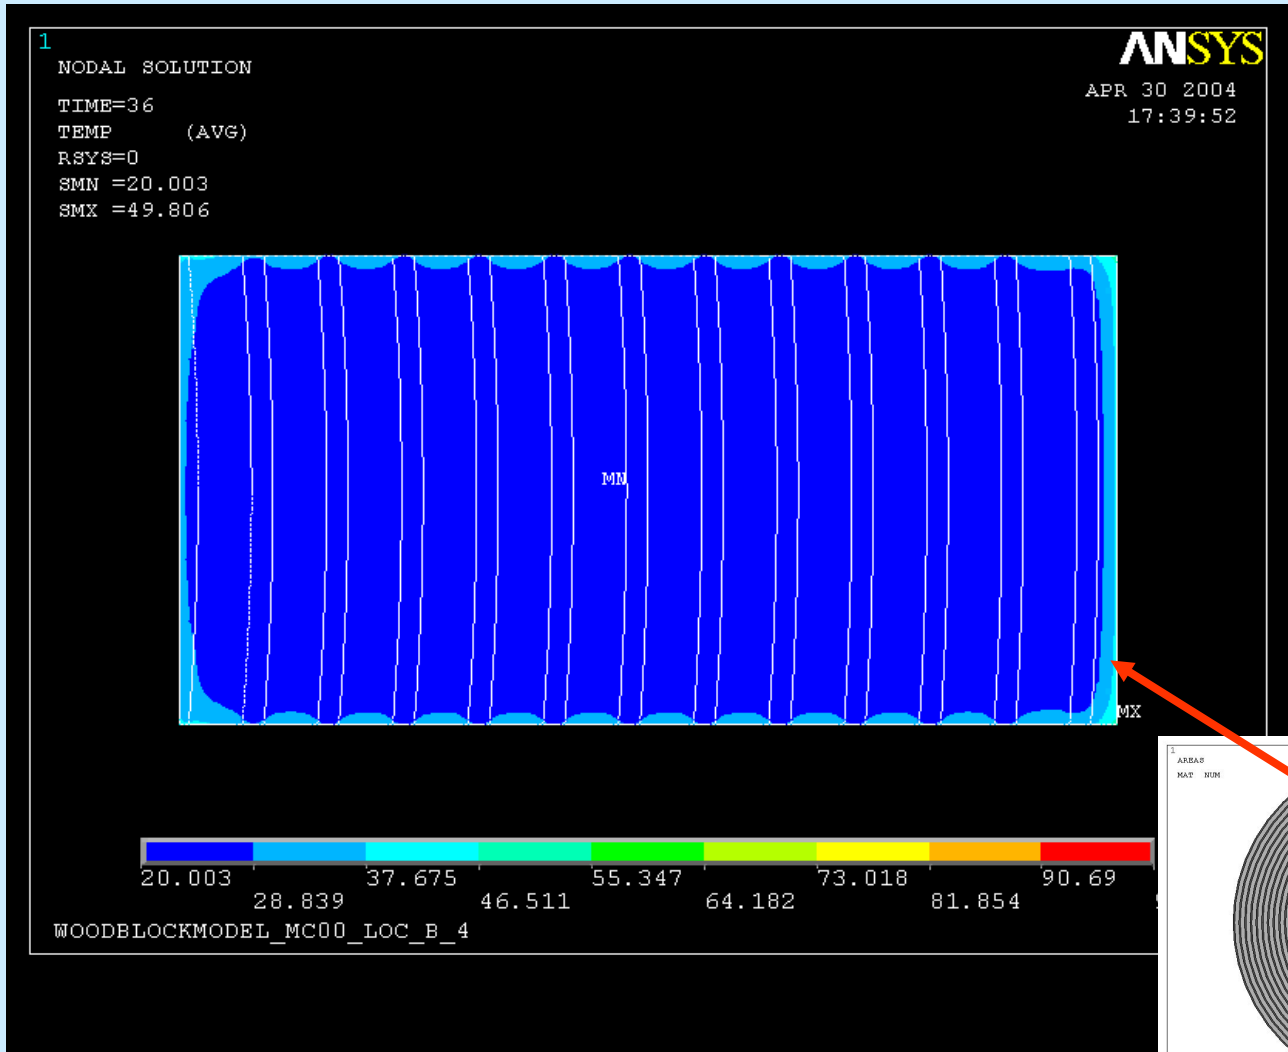 1
NODAL SOLUTION
TIME=36
TEMP (AVG)
RSYS=0
SMN =20.003
SMX =49.806
ANSYS
APR 30 2004
17:39:52
MN
MX
20.003
28.839
37.675
46.511
55.347
64.182
73.018
81.854
90.69
WOODBLOCKMODEL_MC00_LOC_B_4
1
AREAS
MAT NUM